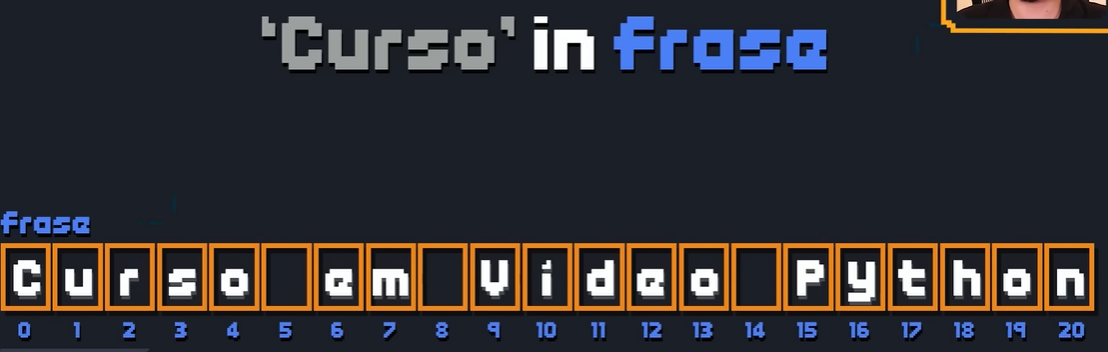 'Curso' in frase
frase
C u r s o   e m   V í d e o   P y t h o n
0 1 2 3 4 5 6 7 8 9 10 11 12 13 14 15 16 17 18 19 20